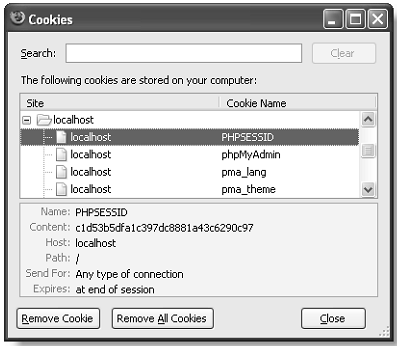 Cookies
Search:
Clear
The following cookies are stored on your computer:
Site Cookie Name
localhost
localhost PHPSESSID
localhost phpMyAdmin
localhost pma_lang
localhost pma_theme
Name: PHPSESSID
Content: c1d53b5dfa1c397dc8881a43c6290c97
Host: localhost
Path: /
Send For: Any type of connection
Expires: at end of session
Remove Cookie Remove All Cookies Close